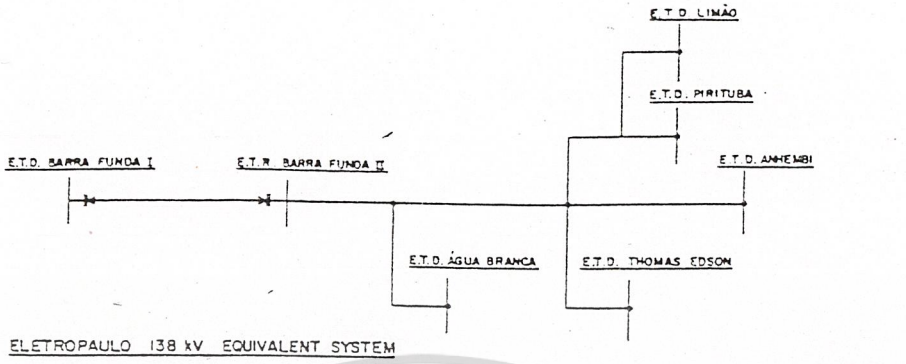 E.T.D. LIMÃO
E.T.D. PIRITUBA
E.T.D. BARRA FUNDA I
E.T.R. BARRA FUNDA II
E.T.D. ANHEMBI
E.T.D. ÁGUA BRANCA
E.T.D. THOMAS EDSON
ELETROPAULO 138 kV EQUIVALENT SYSTEM